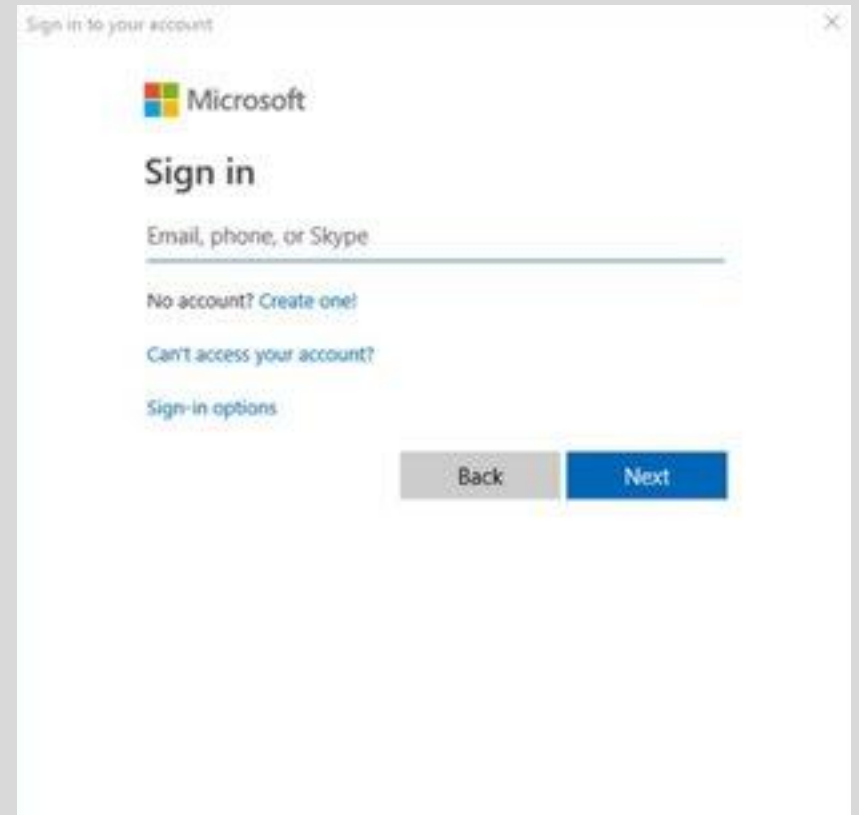 Sign in to your account
Microsoft
Sign in
Email, phone, or Skype
No account? Create one!
Can't access your account?
Sign-in options
Back
Next